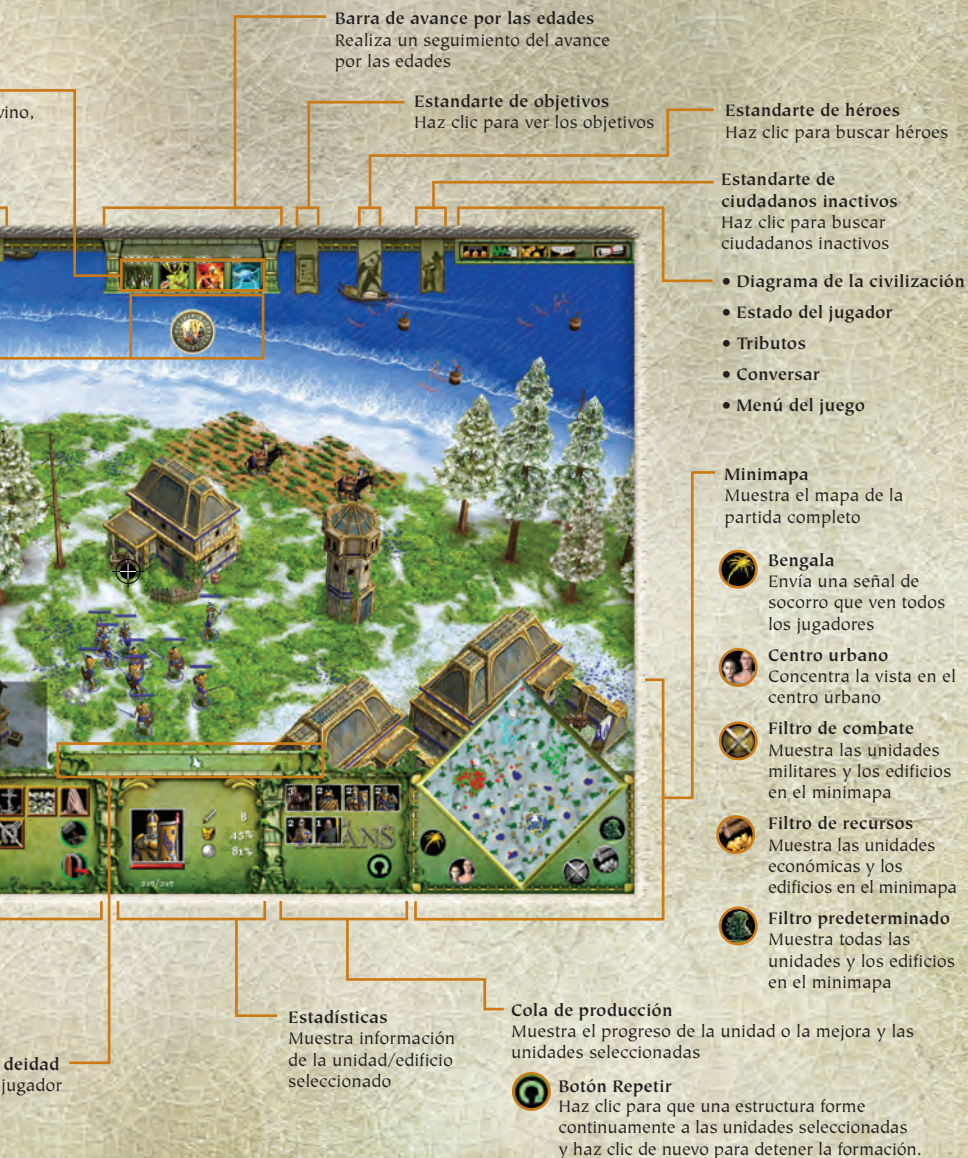 Barra de avance por las edades
Realiza un seguimiento del avance
por las edades
vino,
Estandarte de objetivos
Haz clic para ver los objetivos
Estandarte de héroes
Haz clic para buscar héroes
Estandarte de
ciudadanos inactivos
Haz clic para buscar
ciudadanos inactivos
• Diagrama de la civilización
• Estado del jugador
• Tributos
• Conversar
• Menú del juego
Minimapa
Muestra el mapa de la
partida completo
Bengala
Envía una señal de
socorro que ven todos
los jugadores
Centro urbano
Concentra la vista en el
centro urbano
Filtro de combate
Muestra las unidades
militares y los edificios
en el minimapa
Filtro de recursos
Muestra las unidades
económicas y los
edificios en el minimapa
Filtro predeterminado
Muestra todas las
unidades y los edificios
en el minimapa
8
45%
81%
217/217
TITANS
deidad
jugador
Estadísticas
Muestra información
de la unidad/edificio
seleccionado
Cola de producción
Muestra el progreso de la unidad o la mejora y las
unidades seleccionadas
Botón Repetir
Haz clic para que una estructura forme
continuamente a las unidades seleccionadas
y haz clic de nuevo para detener la formación.